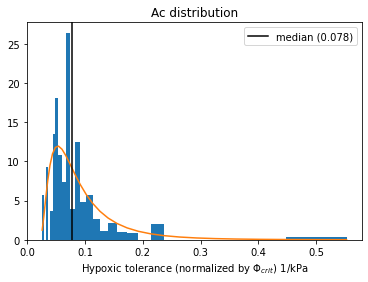 Ac distribution
median (0.078)
25
20
15
10
5
0
0.0 0.1 0.2 0.3 0.4 0.5
Hypoxic tolerance (normalized by Φcrit) 1/kPa